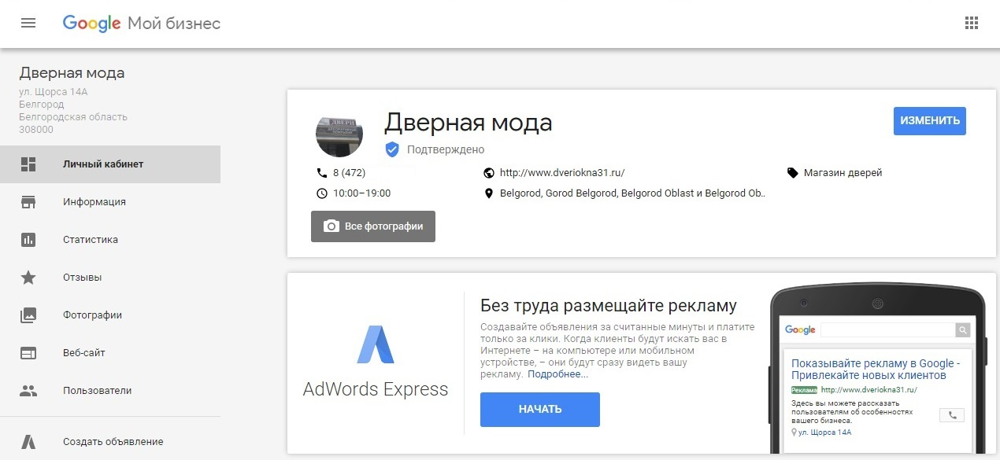 Google Мой бизнес
Дверная мода
ул. Щорса 14А
Белгород
Белгородская область
308000
Личный кабинет
Информация
Статистика
Отзывы
Фотографии
Веб-сайт
Пользователи
Создать объявление
ДВЕРИ
Дверная мода
Подтверждено
ИЗМЕНИТЬ
8 (472)
http://www.dveriokna31.ru/
Магазин дверей
10:00–19:00
Belgorod, Gorod Belgorod, Belgorod Oblast и Belgorod Ob..
Все фотографии
AdWords Express
Без труда размещайте рекламу
Создавайте объявления за считанные минуты и платите
только за клики. Когда клиенты будут искать вас в
Интернете – на компьютере или мобильном
устройстве, – они будут сразу видеть вашу
рекламу. Подробнее...
НАЧАТЬ
Google
Показывайте рекламу в Google -
Привлекайте новых клиентов
Реклама http://www.dveriokna31.ru/
Здесь вы можете рассказать
пользователям об особенностях
вашего бизнеса.
ул. Щорса 14А